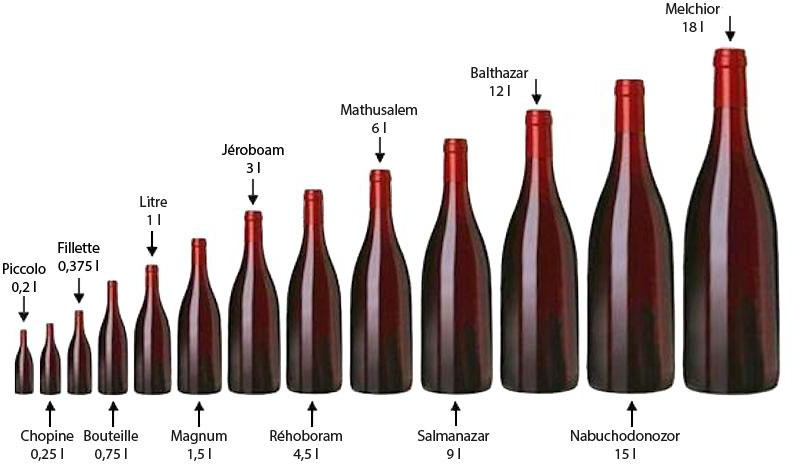 Piccolo
0,2 l
Chopine
0,25 l
Fillette
0,375 l
Bouteille
0,75 l
Litre
1 l
Magnum
1,5 l
Jéroboam
3 l
Réhoboram
4,5 l
Mathusalem
6 l
Salmanazar
9 l
Balthazar
12 l
Nabuchodonozor
15 l
Melchior
18 l